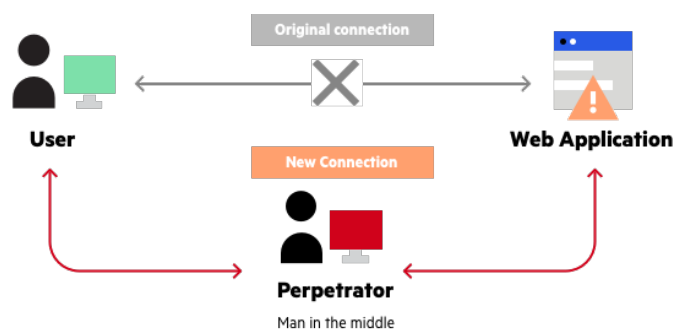 Original connection
User
Web Application
New Connection
Perpetrator
Man in the middle